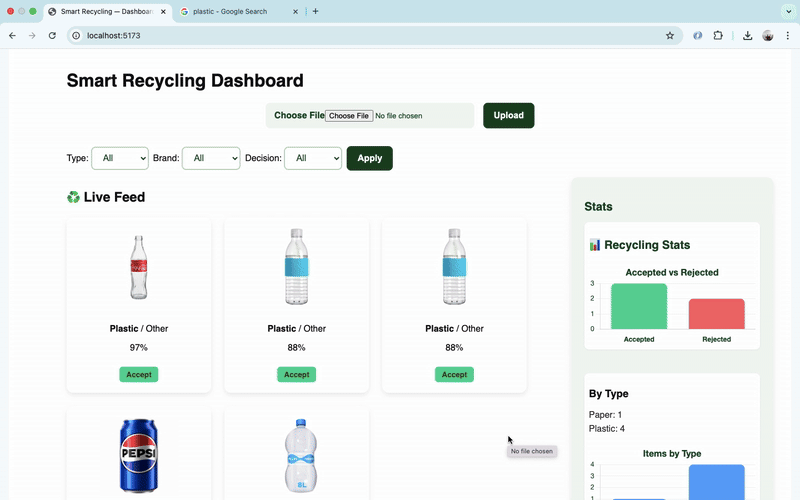 Smart Recycling — Dashboar
plastic - Google Search
localhost:5173
Smart Recycling Dashboard
Choose File Choose File No file chosen
Upload
Type: All Brand: All Decision: All Apply
♻️ Live Feed
Plastic / Other
97%
Accept
Plastic / Other
88%
Accept
Plastic / Other
88%
Accept
PEPSI
6L
No file chosen
Stats
📊 Recycling Stats
Accepted vs Rejected
3
2
1
0
Accepted Rejected
By Type
Paper: 1
Plastic: 4
Items by Type
4
3
2
1